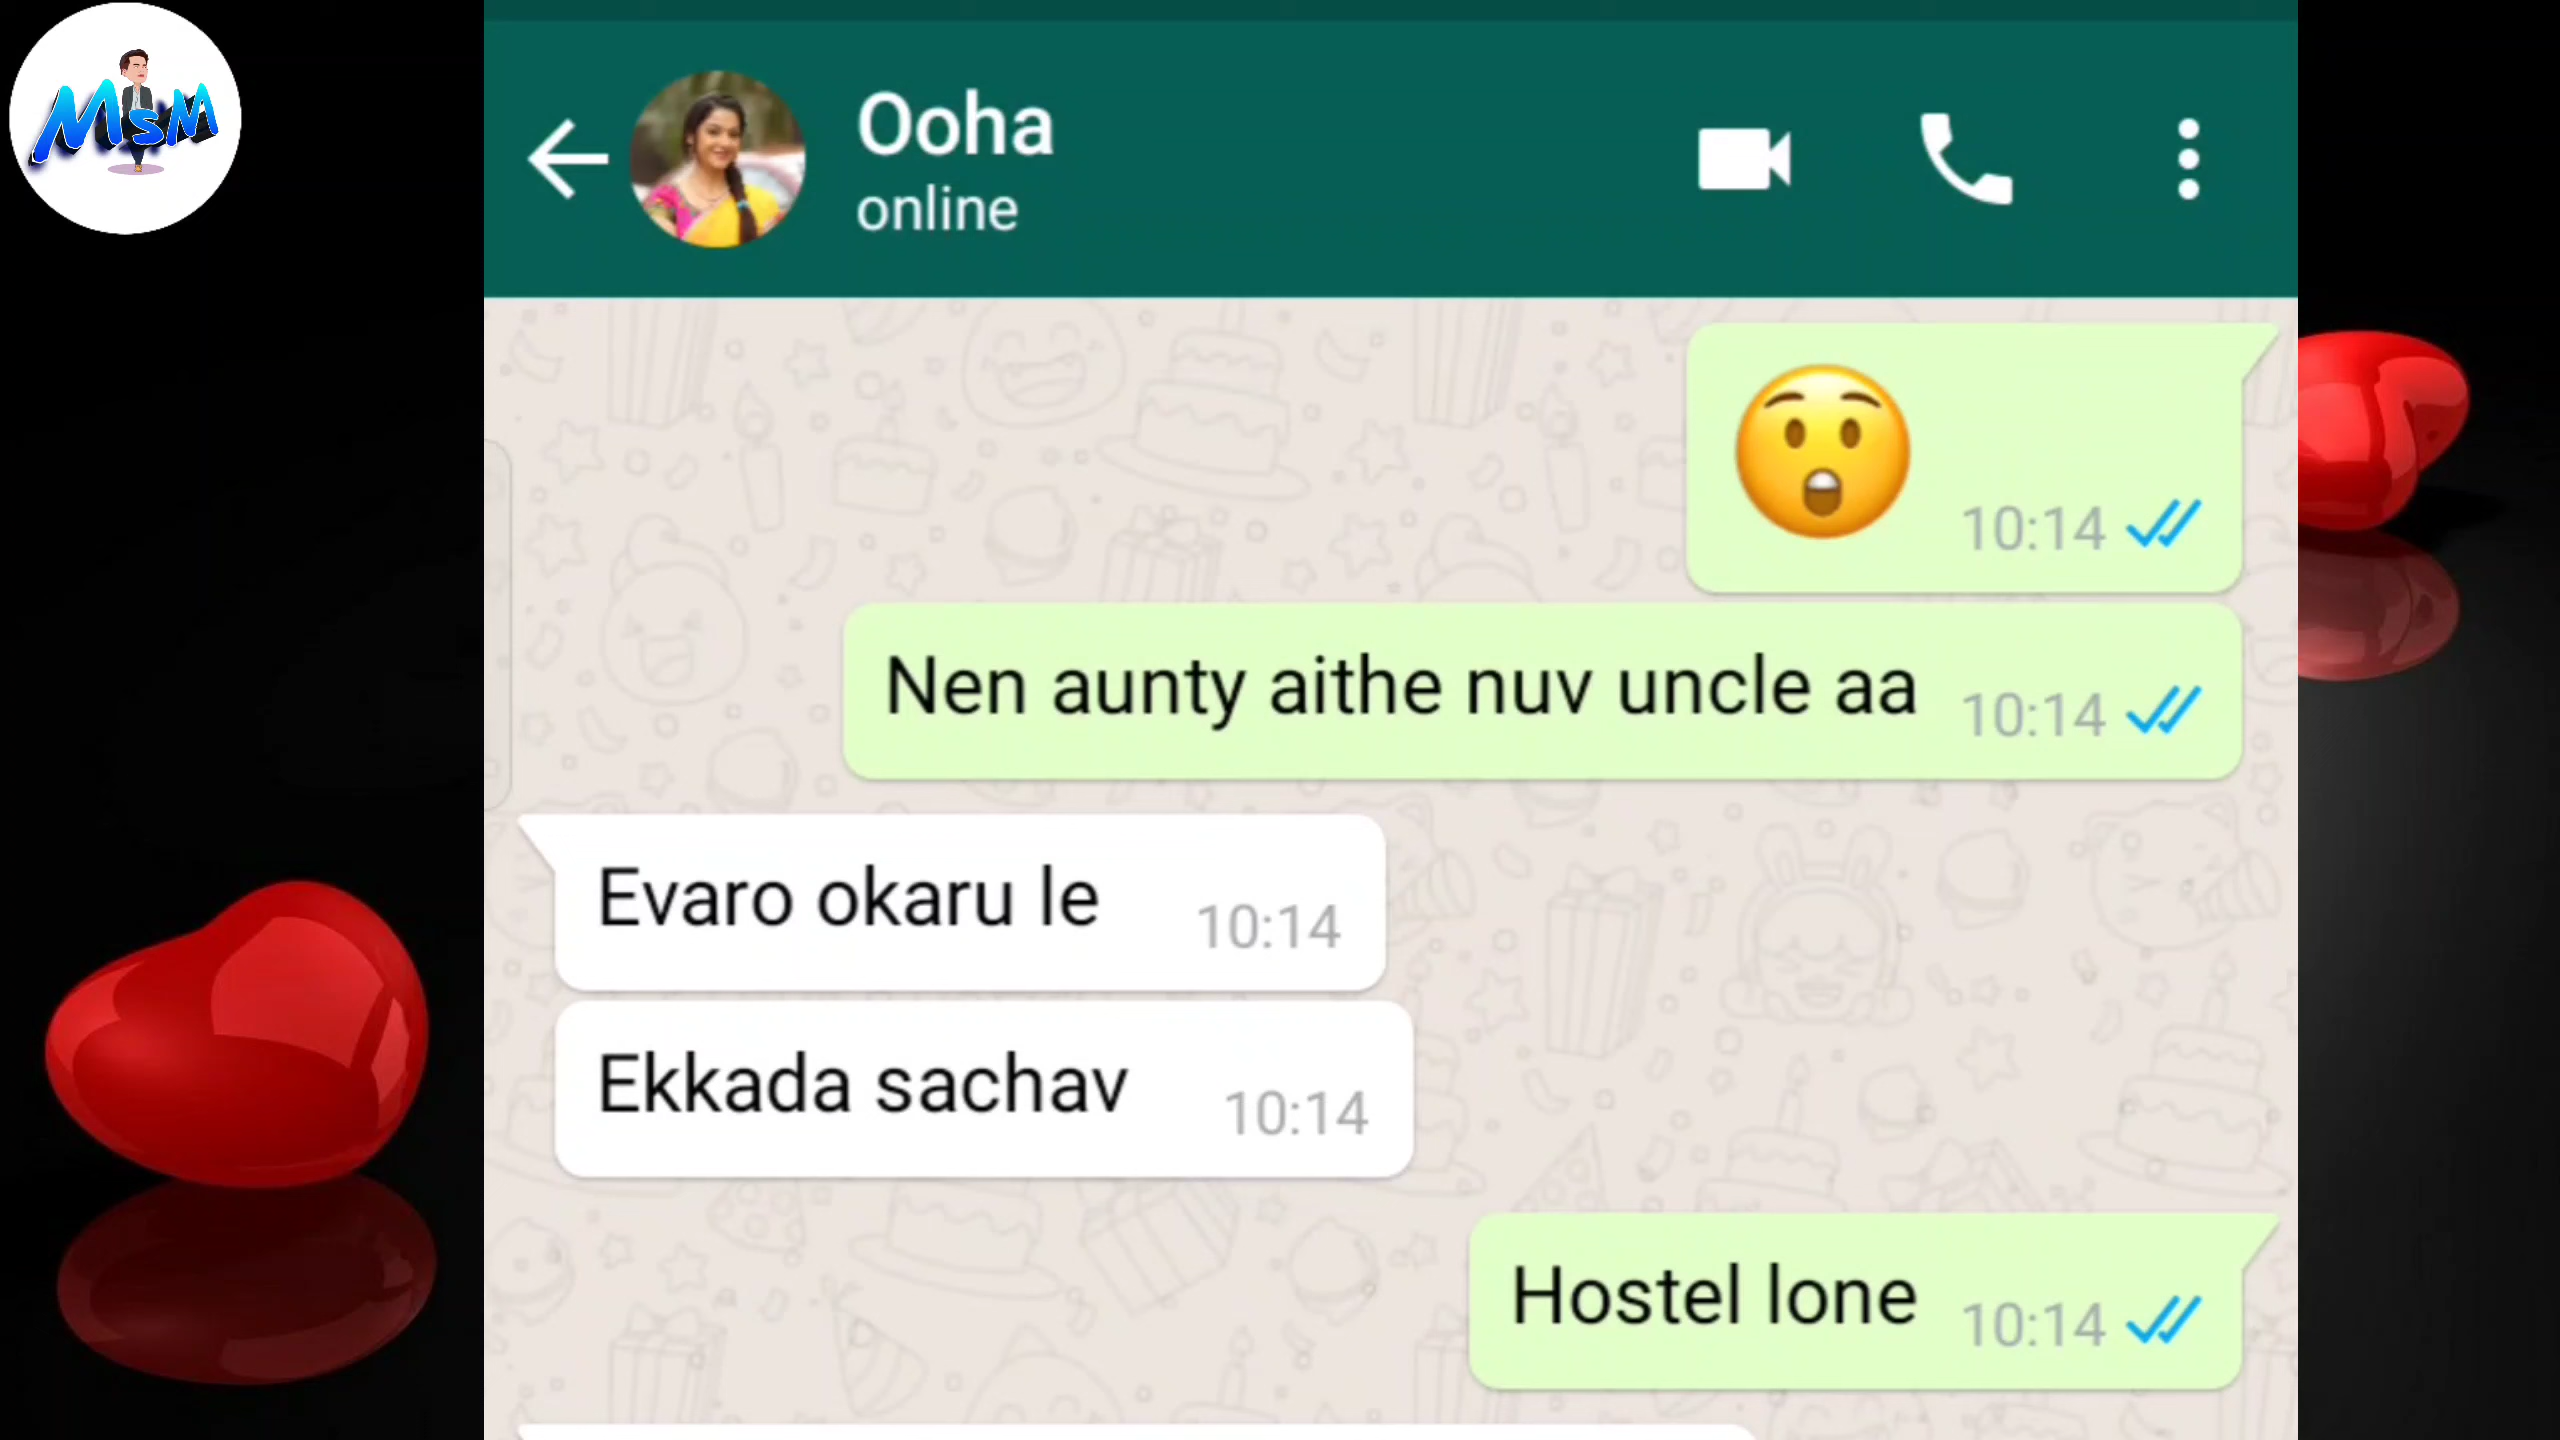 MsM
Ooha
online
10:14
Nen aunty aithe nuv uncle aa 10:14
Evaro okaru le 10:14
Ekkada sachav 10:14
Hostel lone 10:14